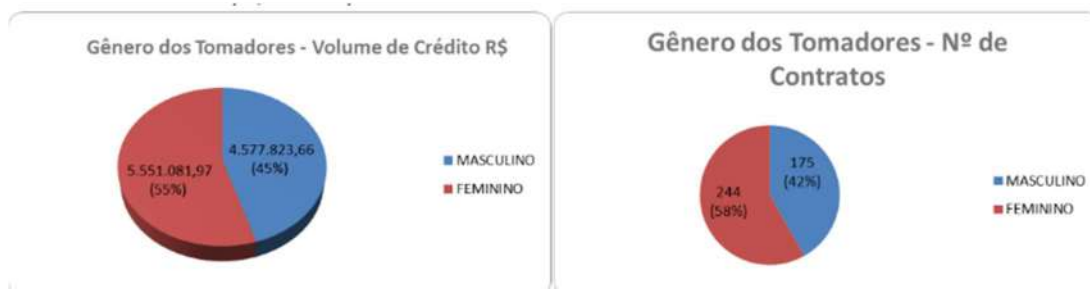 Gênero dos Tomadores - Volume de Crédito R$
4.577.823,66
(45%)
5.551.081,97
(55%)
MASCULINO
FEMININO
Gênero dos Tomadores - Nº de
Contratos
175
(42%)
244
(58%)
MASCULINO
FEMININO